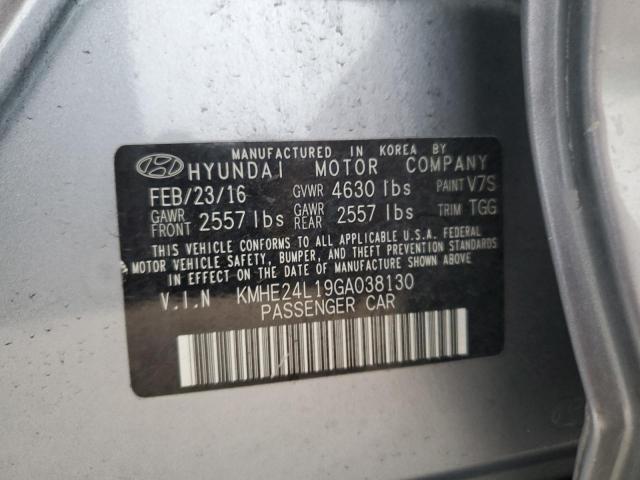 MANUFACTURED IN KOREA BY
HYUNDAI MOTOR COMPANY
FEB/23/16 GVWR 4630 lbs PAINT V7S
GAWR FRONT 2557 lbs GAWR REAR 2557 lbs TRIM TGG
THIS VEHICLE CONFORMS TO ALL APPLICABLE U.S.A. FEDERAL
MOTOR VEHICLE SAFETY, BUMPER, AND THEFT PREVENTION STANDARDS
IN EFFECT ON THE DATE OF MANUFACTURE SHOWN ABOVE.
V.I.N KMHE24L19GA038130
PASSENGER CAR